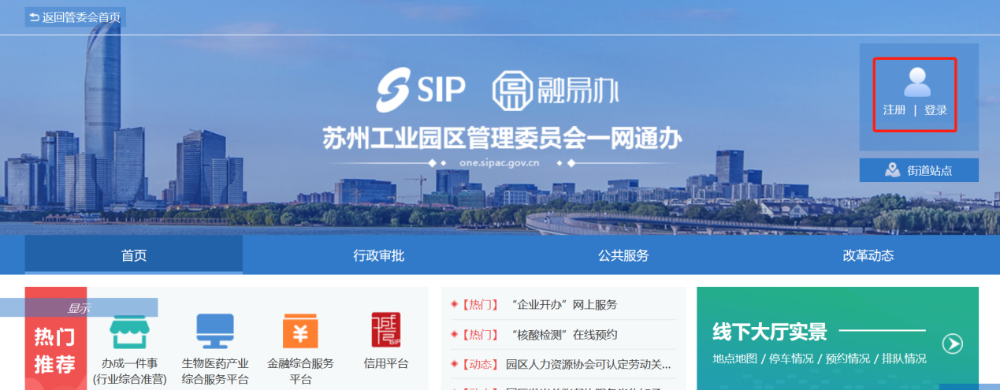 返回管委会首页
SIP 融易办
注册 | 登录
苏州工业园区管理委员会一网通办
one.sipac.gov.cn
街道站点
首页 行政审批 公共服务 改革动态
显示
热门
推荐
办成一件事
(行业综合准营)
生物医药产业
综合服务平台
金融综合服务
平台
信用平台
【热门】 “企业开办”网上服务
【热门】 “核酸检测”在线预约
【动态】 园区人力资源协会可认定劳动关...
线下大厅实景
地点地图 / 停车情况 / 预约情况 / 排队情况